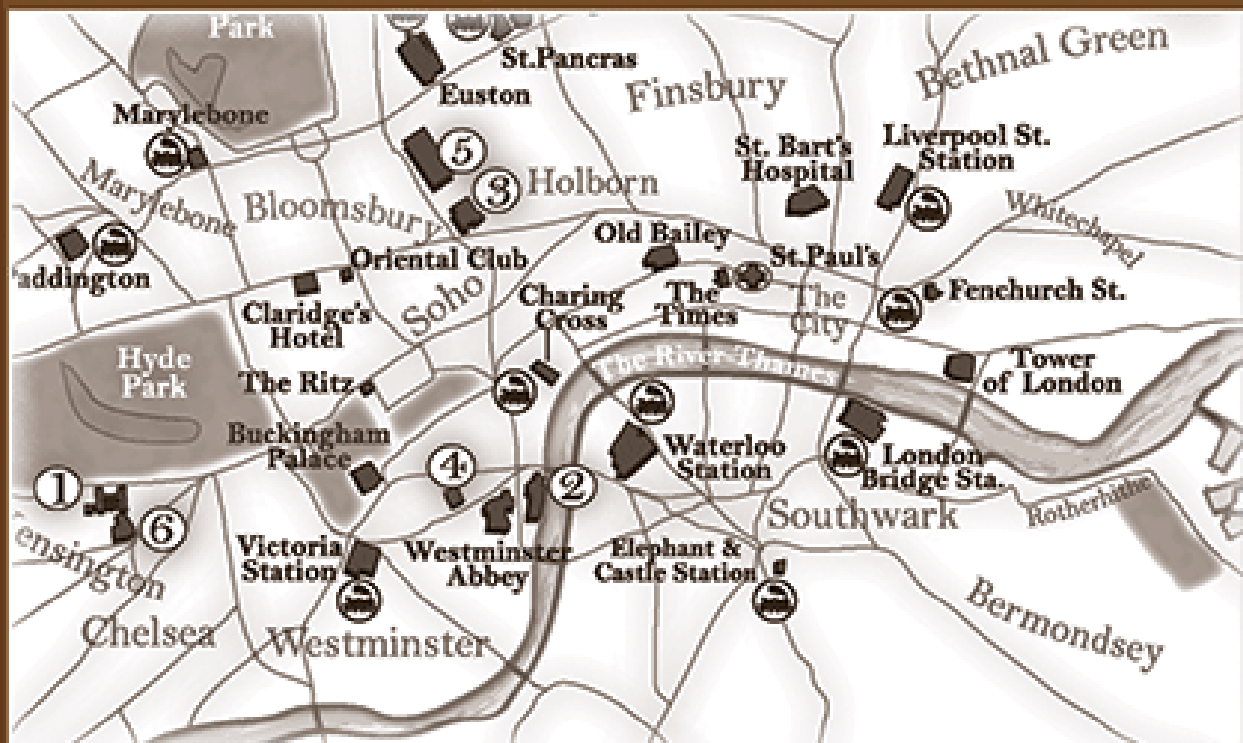 Park
St.Pancras
Euston
Finsbury
Bethnal Green
Marylebone
Liverpool St.
Station
St. Bart's
Hospital
5
3
Holborn
Marylebone
Bloomsbury
Whitechapel
Old Bailey
St.Paul's
addington
Oriental Club
Soho
Charing
Cross
The
Times
The
City
Fenchurch St.
Claridge's
Hotel
Hyde
Park
The Ritz
The River Thames
Tower
of London
Buckingham
Palace
4
Waterloo
Station
London
Bridge Sta.
1
2
6
Southwark
Rotherhithe
ensington
Victoria
Station
Westminster
Abbey
Elephant &
Castle Station
Chelsea
Westminster
Bermondsey